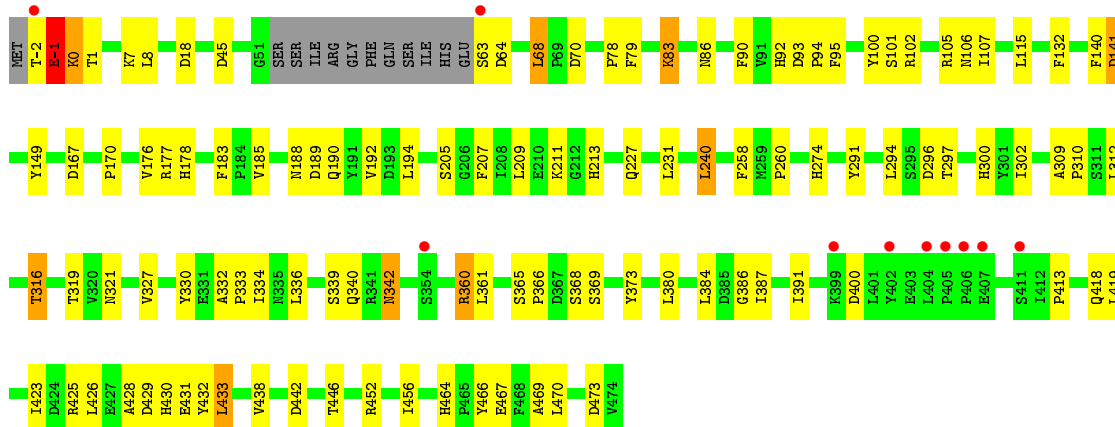 MET T-2 E-1 K0 T1 K7 L8 D18 D45 G51 SER SER ILE ARG GLY PHE GLN SER ILE HIS GLU S63 D64 L68 P69 D70 P78 F79 K83 N86 F90 V91 H92 D93 P94 F95 Y100 S101 R102 R105 N106 I107 L115 F132 F140 D141
Y149 D167 P170 V176 R177 H178 F183 P184 V185 N188 D189 Q190 Y191 V192 D193 L194 S205 G206 F207 I208 L209 E210 K211 G212 H213 Q227 L231 L240 F258 M259 P260 H274 Y291 L294 S295 D296 T297 H300 Y301 I302 A309 P310 S311 L312
T316 T319 V320 N321 V327 Y330 E331 A332 P333 I334 N335 L336 S339 Q340 R341 N342 S354 R360 L361 S365 P366 D367 S368 S369 Y373 L380 L384 D385 G386 I387 I391 K399 D400 L401 Y402 E403 L404 P405 P406 E407 S411 I412 P413 Q418 L419
I423 D424 R425 L426 E427 A428 D429 H430 E431 Y432 L433 V438 D442 T446 R452 I456 H464 P465 Y466 E467 F468 A469 L470 D473 V474